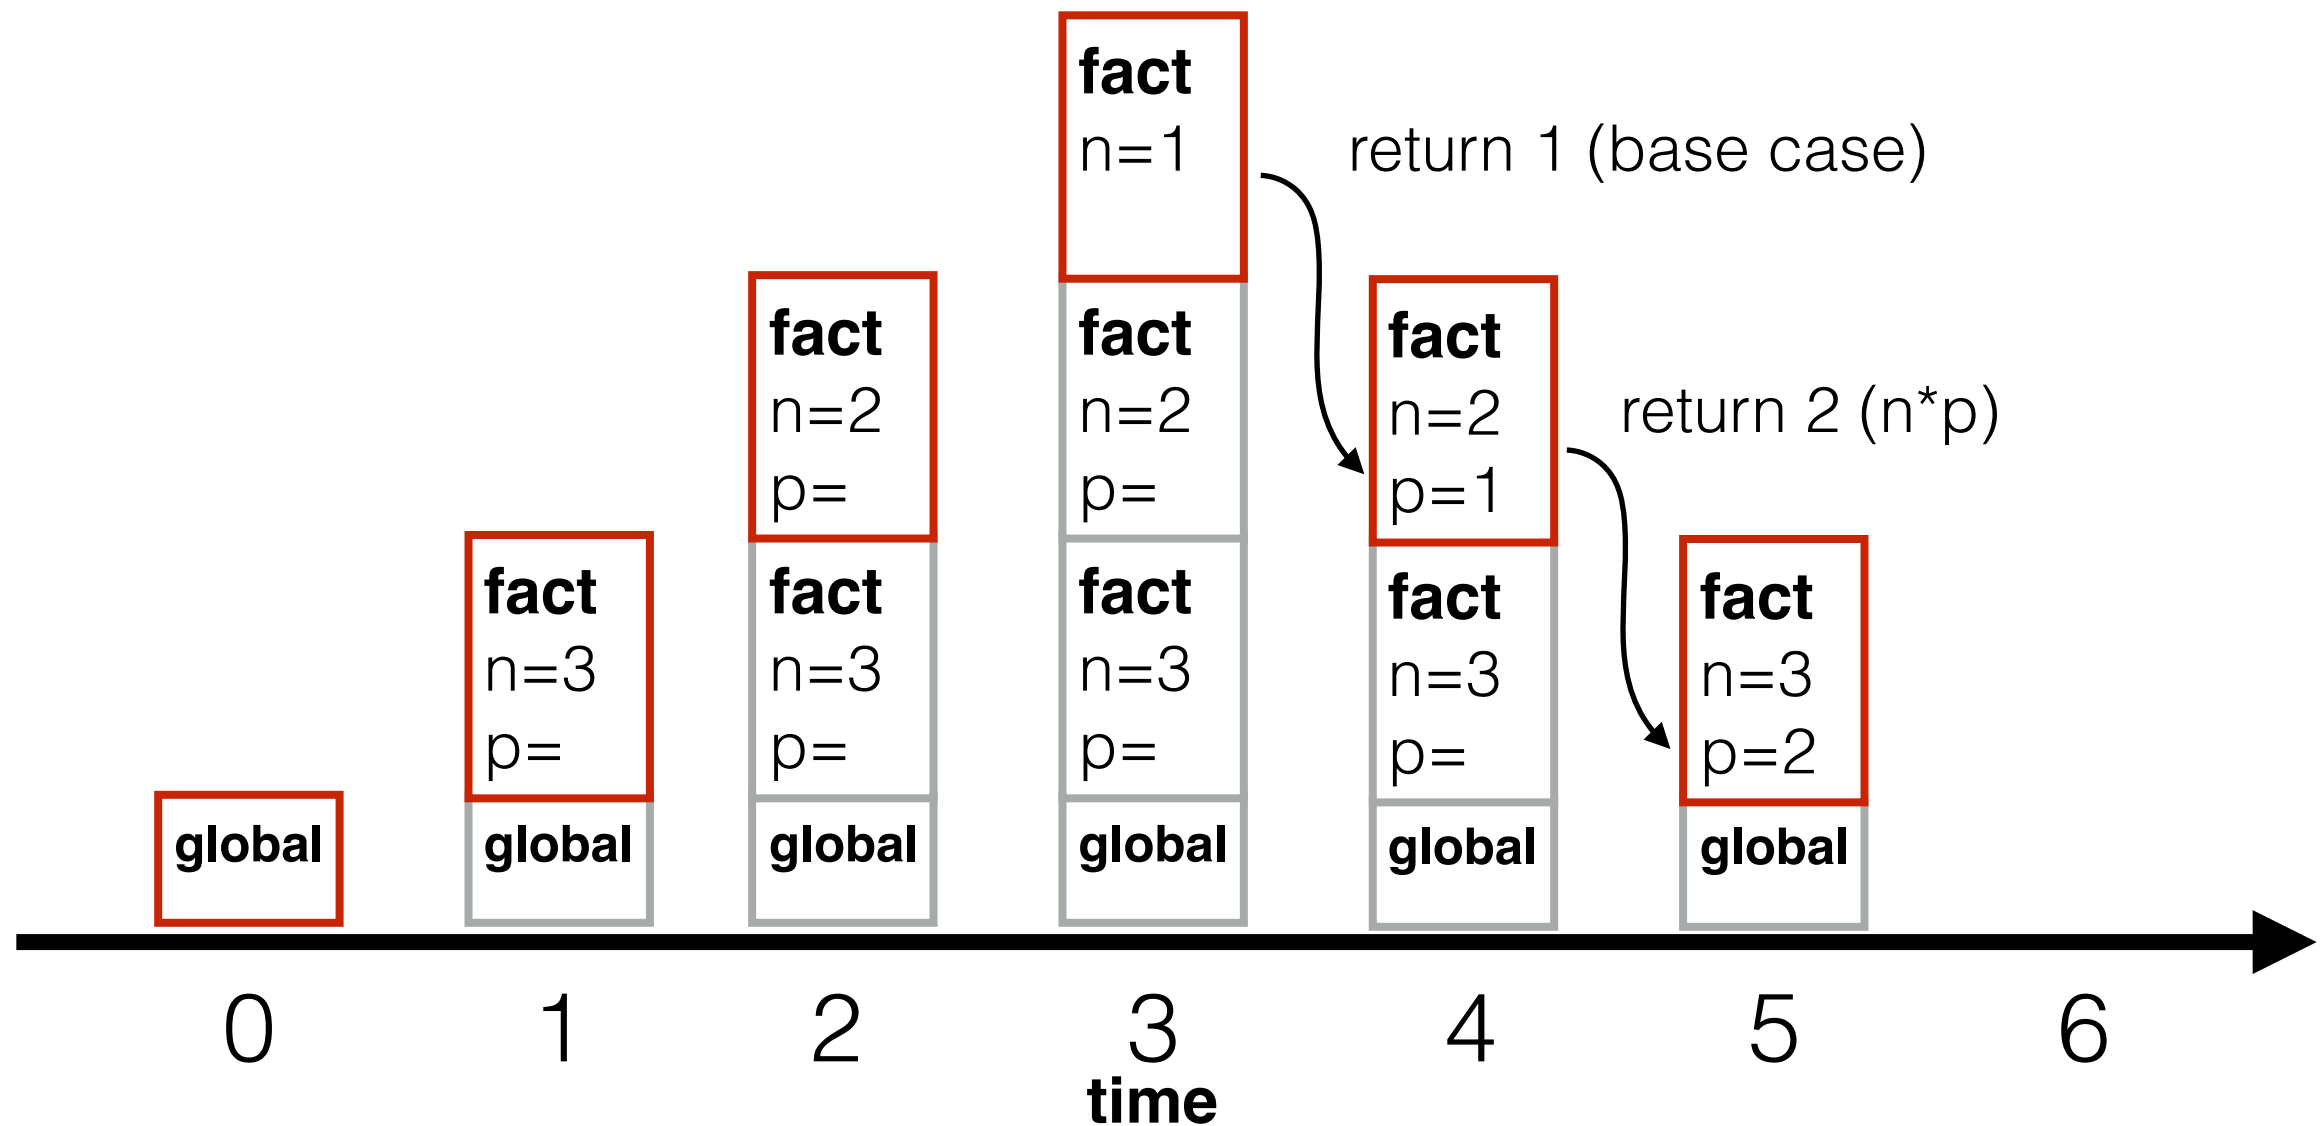 global
fact
n=3
p=
global
fact
n=2
p=
fact
n=3
p=
global
fact
n=1
fact
n=2
p=
fact
n=3
p=
global
return 1 (base case)
fact
n=2
p=1
fact
n=3
p=
global
return 2 (n*p)
fact
n=3
p=2
global
0 1 2 3 4 5 6
time